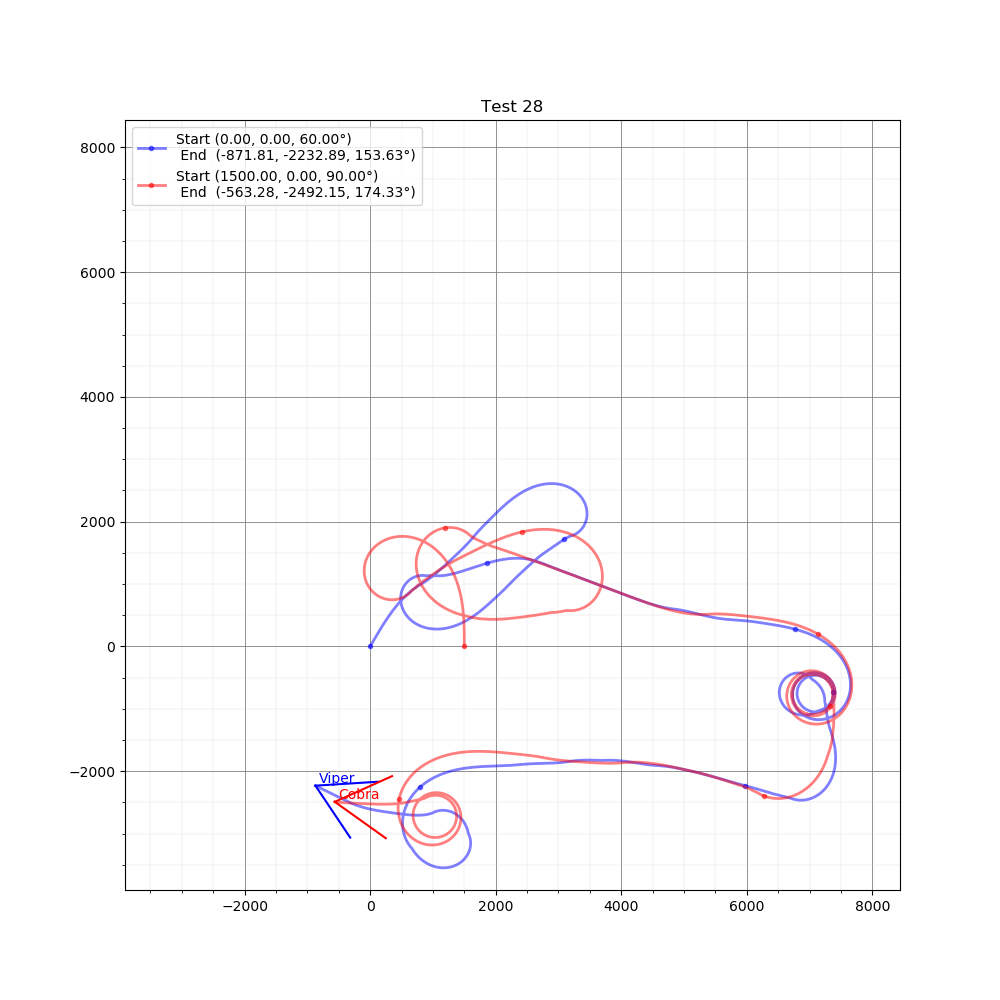 Test 28
Start (0.00, 0.00, 60.00°)
End (-871.81, -2232.89, 153.63°)
Start (1500.00, 0.00, 90.00°)
End (-563.28, -2492.15, 174.33°)
8000
6000
4000
2000
0
−2000
Viper
Cobra
−2000 0 2000 4000 6000 8000